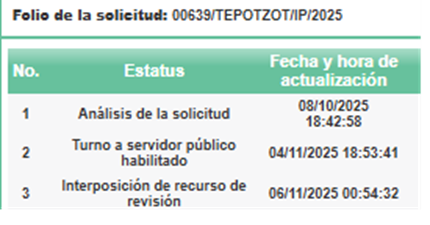 Folio de la solicitud: 00639/TEPOTZOT/IP/2025
No. Estatus Fecha y hora de
actualización
1 Análisis de la solicitud 08/10/2025
18:42:58
2 Turno a servidor público
habilitado 04/11/2025 18:53:41
3 Interposición de recurso de
revisión 06/11/2025 00:54:32